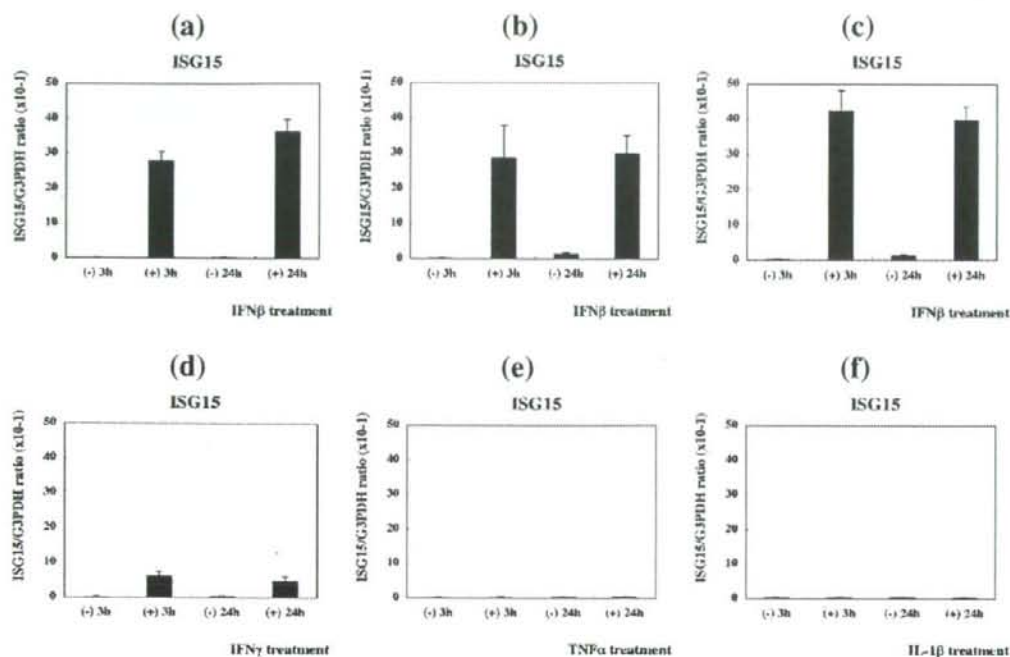 (a)
ISG15
ISG15/G3PDH ratio (x10-1)
50
40
30
20
10
0
(-) 3h
(+) 3h
(-) 24h
(+) 24h
IFNβ treatment
(b)
ISG15
ISG15/G3PDH ratio (x10-1)
50
40
30
20
10
0
(-) 3h
(+) 3h
(-) 24h
(+) 24h
IFNβ treatment
(c)
ISG15
ISG15/G3PDH ratio (x10-1)
50
40
30
20
10
0
(-) 3h
(+) 3h
(-) 24h
(+) 24h
IFNβ treatment
(d)
ISG15
ISG15/G3PDH ratio (x10-1)
50
40
30
20
10
0
(-) 3h
(+) 3h
(-) 24h
(+) 24h
IFNγ treatment
(e)
ISG15
ISG15/G3PDH ratio (x10-1)
50
40
30
20
10
0
(-) 3h
(+) 3h
(-) 24h
(+) 24h
TNFα treatment
(f)
ISG15
ISG15/G3PDH ratio (x10-1)
50
40
30
20
10
0
(-) 3h
(+) 3h
(-) 24h
(+) 24h
IL-1β treatment